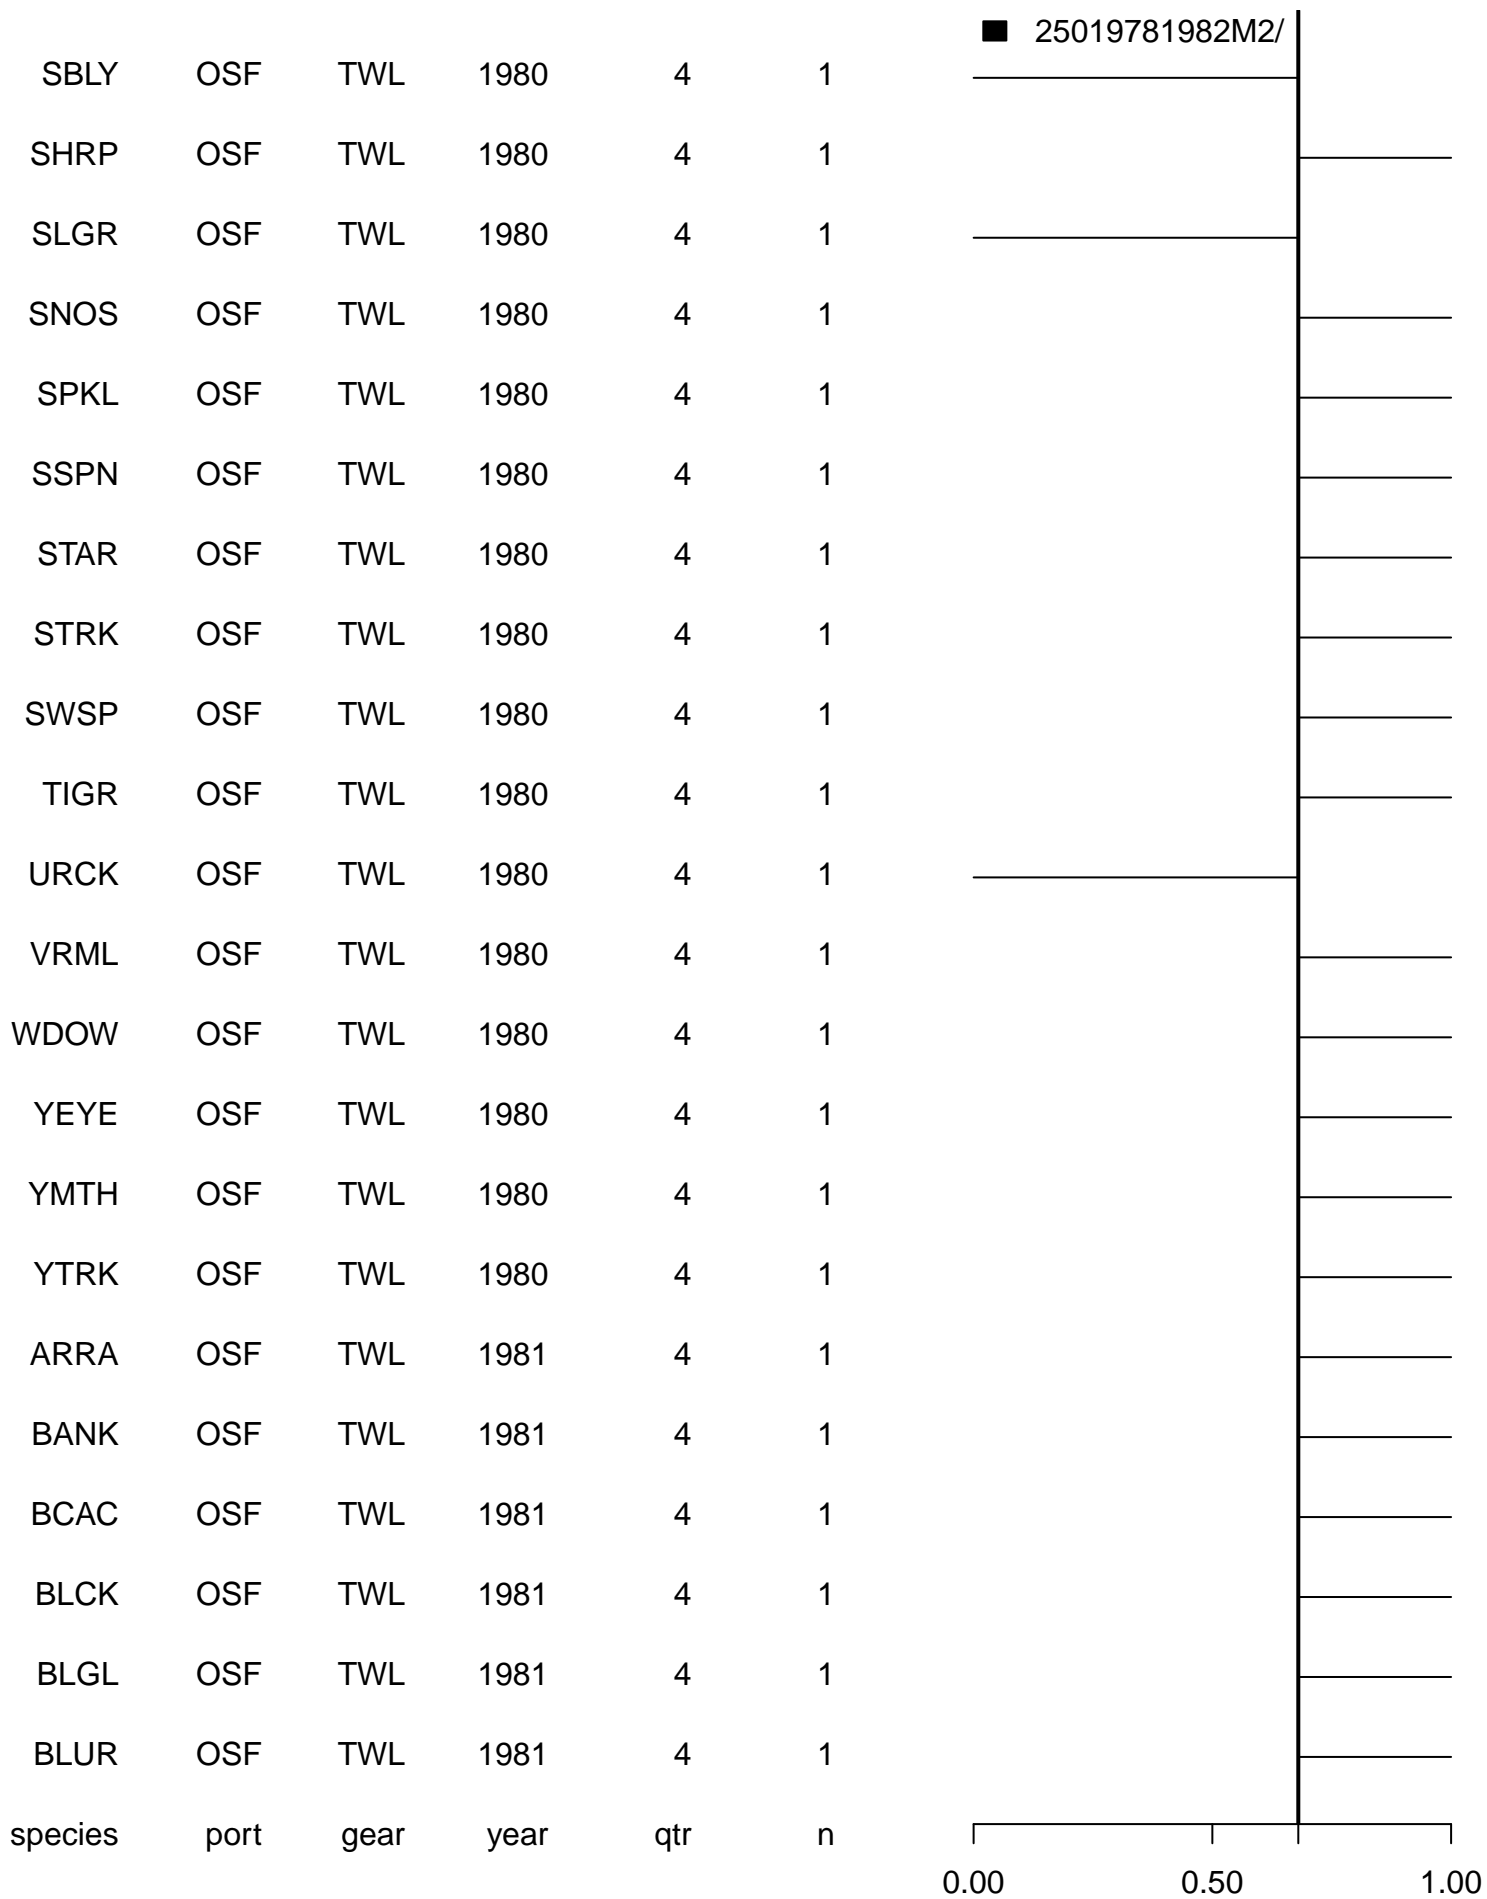 25019781982M2/
SBLY OSF TWL 1980 4 1
SHRP OSF TWL 1980 4 1
SLGR OSF TWL 1980 4 1
SNOS OSF TWL 1980 4 1
SPKL OSF TWL 1980 4 1
SSPN OSF TWL 1980 4 1
STAR OSF TWL 1980 4 1
STRK OSF TWL 1980 4 1
SWSP OSF TWL 1980 4 1
TIGR OSF TWL 1980 4 1
URCK OSF TWL 1980 4 1
VRML OSF TWL 1980 4 1
WDOW OSF TWL 1980 4 1
YEYE OSF TWL 1980 4 1
YMTH OSF TWL 1980 4 1
YTRK OSF TWL 1980 4 1
ARRA OSF TWL 1981 4 1
BANK OSF TWL 1981 4 1
BCAC OSF TWL 1981 4 1
BLCK OSF TWL 1981 4 1
BLGL OSF TWL 1981 4 1
BLUR OSF TWL 1981 4 1
species port gear year qtr n
0.00 0.50 1.00